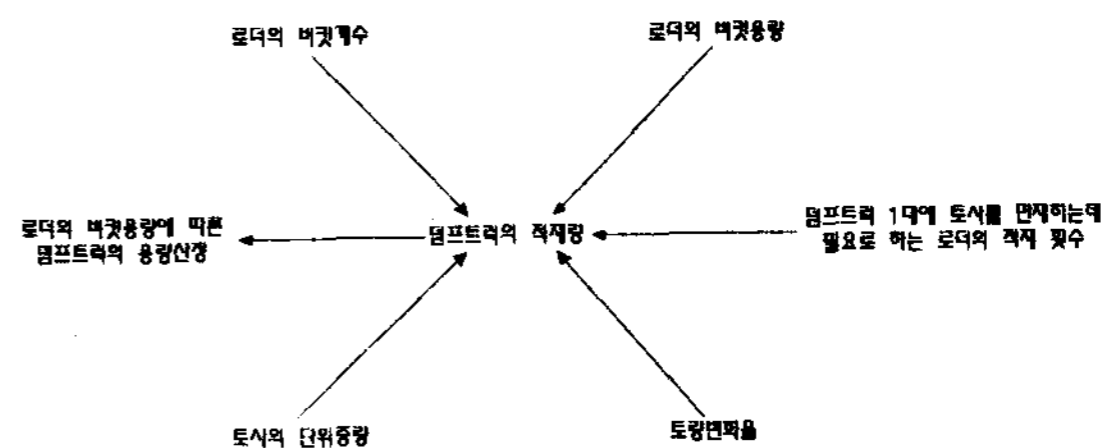 로더의 버킷계수
로더의 버킷용량
로더의 버킷용량에 따른
덤프트럭의 용량산정
덤프트럭의 적재량
덤프트럭 1대에 토사를 만재하는데
필요로 하는 로더의 적재 횟수
토사의 단위중량
토량변화율